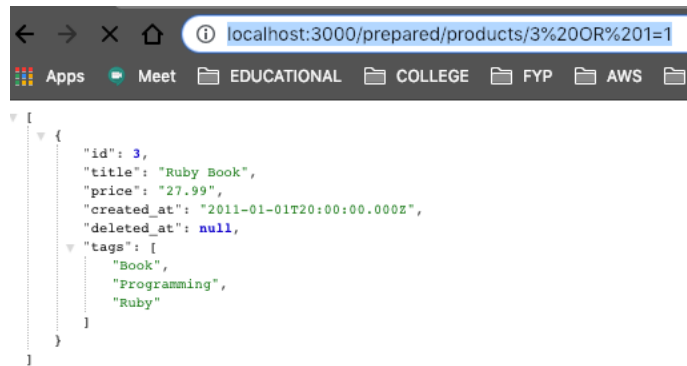 localhost:3000/prepared/products/3%20OR%201=1
Apps Meet EDUCATIONAL COLLEGE FYP AWS
[
{
"id": 3,
"title": "Ruby Book",
"price": "27.99",
"created_at": "2011-01-01T20:00:00.000Z",
"deleted_at": null,
"tags": [
"Book",
"Programming",
"Ruby"
]
}
]